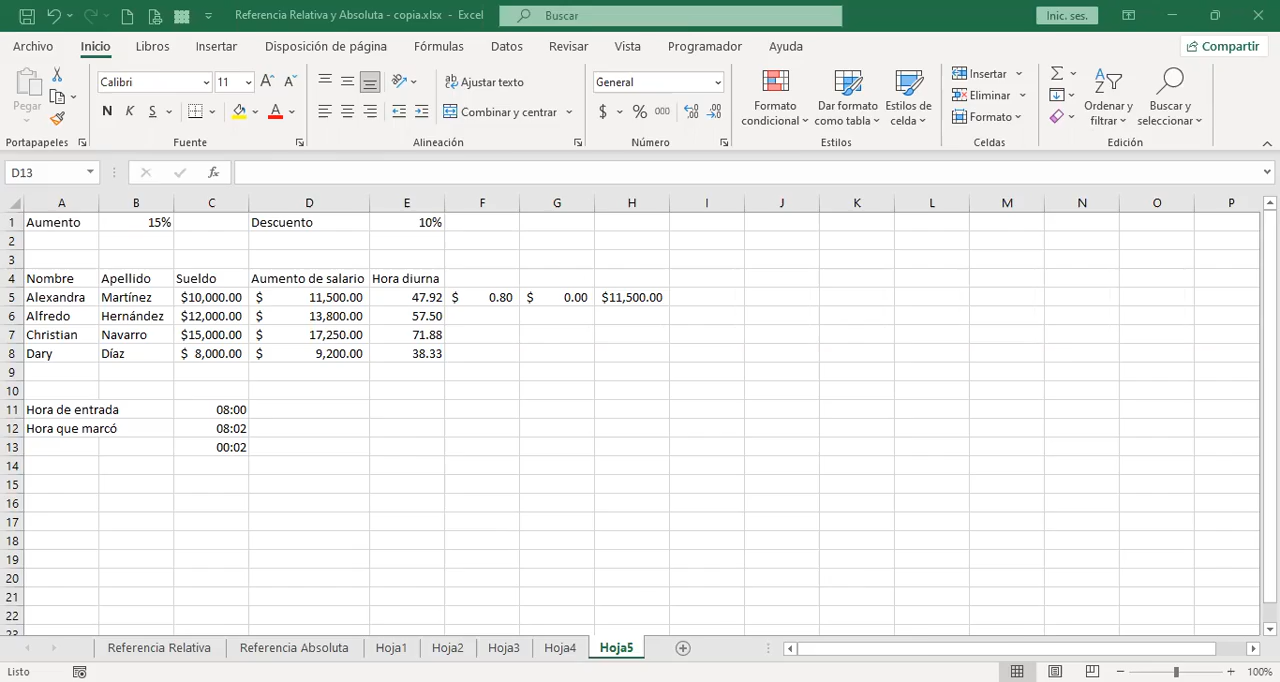 Referencia Relativa y Absoluta - copia.xlsx - Excel
Buscar
Inic. ses.
Archivo Inicio Libros Insertar Disposición de página Fórmulas Datos Revisar Vista Programador Ayuda
Compartir
Pegar
Calibri 11
N K S
Ajustar texto
Combinar y centrar
General
$ % 000
Formato condicional
Dar formato como tabla
Estilos de celda
Insertar
Eliminar
Formato
Ordenar y filtrar
Buscar y seleccionar
Portapapeles Fuente Alineación Número Estilos Celdas Edición
D13 fx
A B C D E F G H I J K L M N O P
1 Aumento 15% Descuento 10%
2
3
4 Nombre Apellido Sueldo Aumento de salario Hora diurna
5 Alexandra Martínez $10,000.00 $ 11,500.00 47.92 $ 0.80 $ 0.00 $11,500.00
6 Alfredo Hernández $12,000.00 $ 13,800.00 57.50
7 Christian Navarro $15,000.00 $ 17,250.00 71.88
8 Dary Díaz $ 8,000.00 $ 9,200.00 38.33
9
10
11 Hora de entrada 08:00
12 Hora que marcó 08:02
13 00:02
14
15
16
17
18
19
20
21
22
23
Referencia Relativa Referencia Absoluta Hoja1 Hoja2 Hoja3 Hoja4 Hoja5
Listo 100%